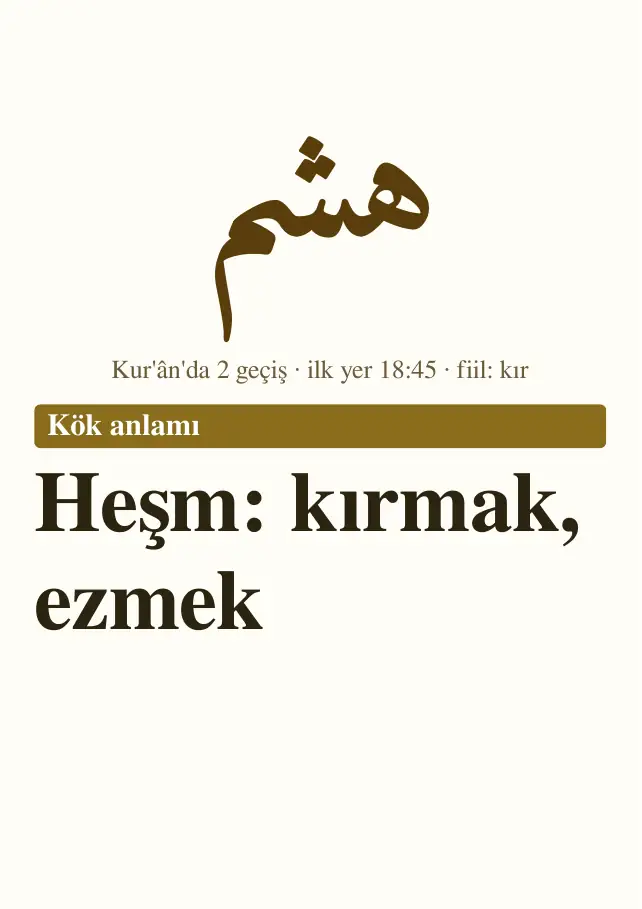 هشم
Kur'ân'da 2 geçiş · ilk yer 18:45 · fiil: kır
Kök anlamı
Heşm: kırmak,
ezmek